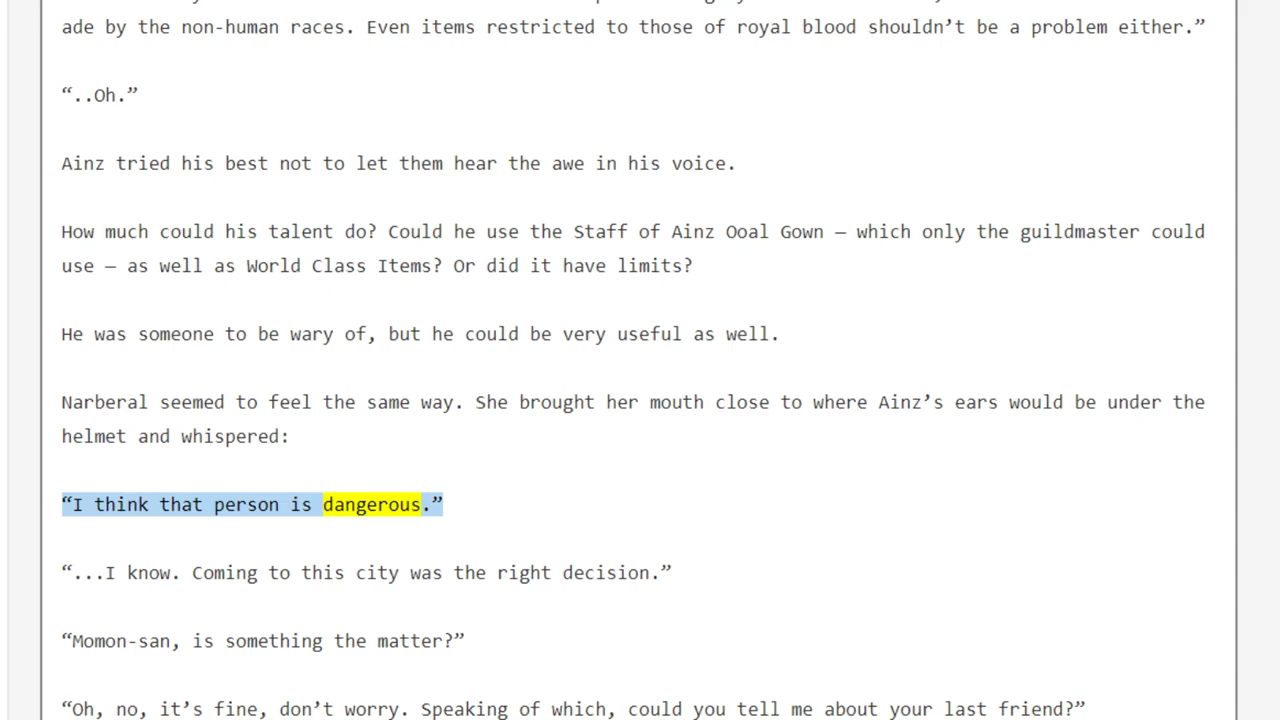 ade by the non-human races. Even items restricted to those of royal blood shouldn’t be a problem either.”
“..Oh.”
Ainz tried his best not to let them hear the awe in his voice.
How much could his talent do? Could he use the Staff of Ainz Ooal Gown — which only the guildmaster could
use — as well as World Class Items? Or did it have limits?
He was someone to be wary of, but he could be very useful as well.
Narberal seemed to feel the same way. She brought her mouth close to where Ainz’s ears would be under the
helmet and whispered:
“I think that person is dangerous.”
“...I know. Coming to this city was the right decision.”
“Momon-san, is something the matter?”
“Oh, no, it’s fine, don’t worry. Speaking of which, could you tell me about your last friend?”